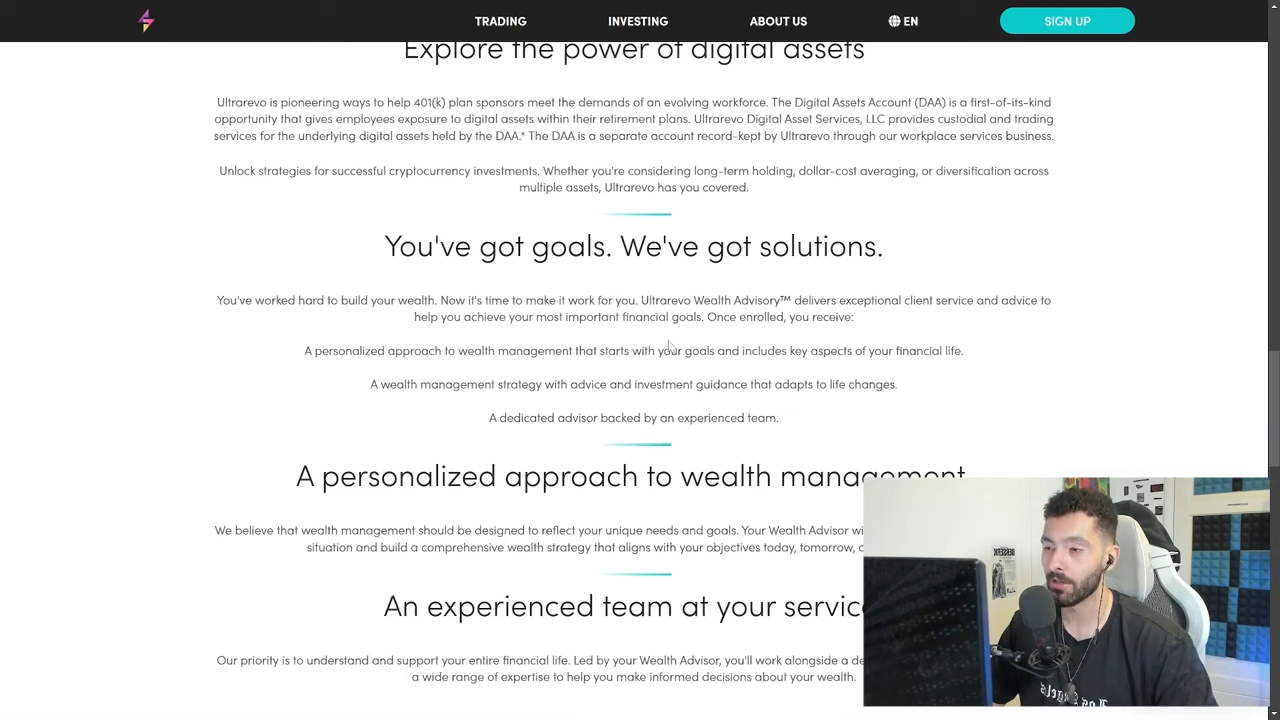 TRADING
INVESTING
ABOUT US
EN
SIGN UP
Explore the power of digital assets
Ultrarevo is pioneering ways to help 401(k) plan sponsors meet the demands of an evolving workforce. The Digital Assets Account (DAA) is a first-of-its-kind
opportunity that gives employees exposure to digital assets within their retirement plans. Ultrarevo Digital Asset Services, LLC provides custodial and trading
services for the underlying digital assets held by the DAA.* The DAA is a separate account record-kept by Ultrarevo through our workplace services business.
Unlock strategies for successful cryptocurrency investments. Whether you're considering long-term holding, dollar-cost averaging, or diversification across
multiple assets, Ultrarevo has you covered.
You've got goals. We've got solutions.
You've worked hard to build your wealth. Now it's time to make it work for you. Ultrarevo Wealth Advisory™ delivers exceptional client service and advice to
help you achieve your most important financial goals. Once enrolled, you receive:
A personalized approach to wealth management that starts with your goals and includes key aspects of your financial life.
A wealth management strategy with advice and investment guidance that adapts to life changes.
A dedicated advisor backed by an experienced team.
A personalized approach to wealth management
We believe that wealth management should be designed to reflect your unique needs and goals. Your Wealth Advisor
situation and build a comprehensive wealth strategy that aligns with your objectives today, tomorrow,
An experienced team at your service
Our priority is to understand and support your entire financial life. Led by your Wealth Advisor, you'll work alongside a
a wide range of expertise to help you make informed decisions about your wealth.